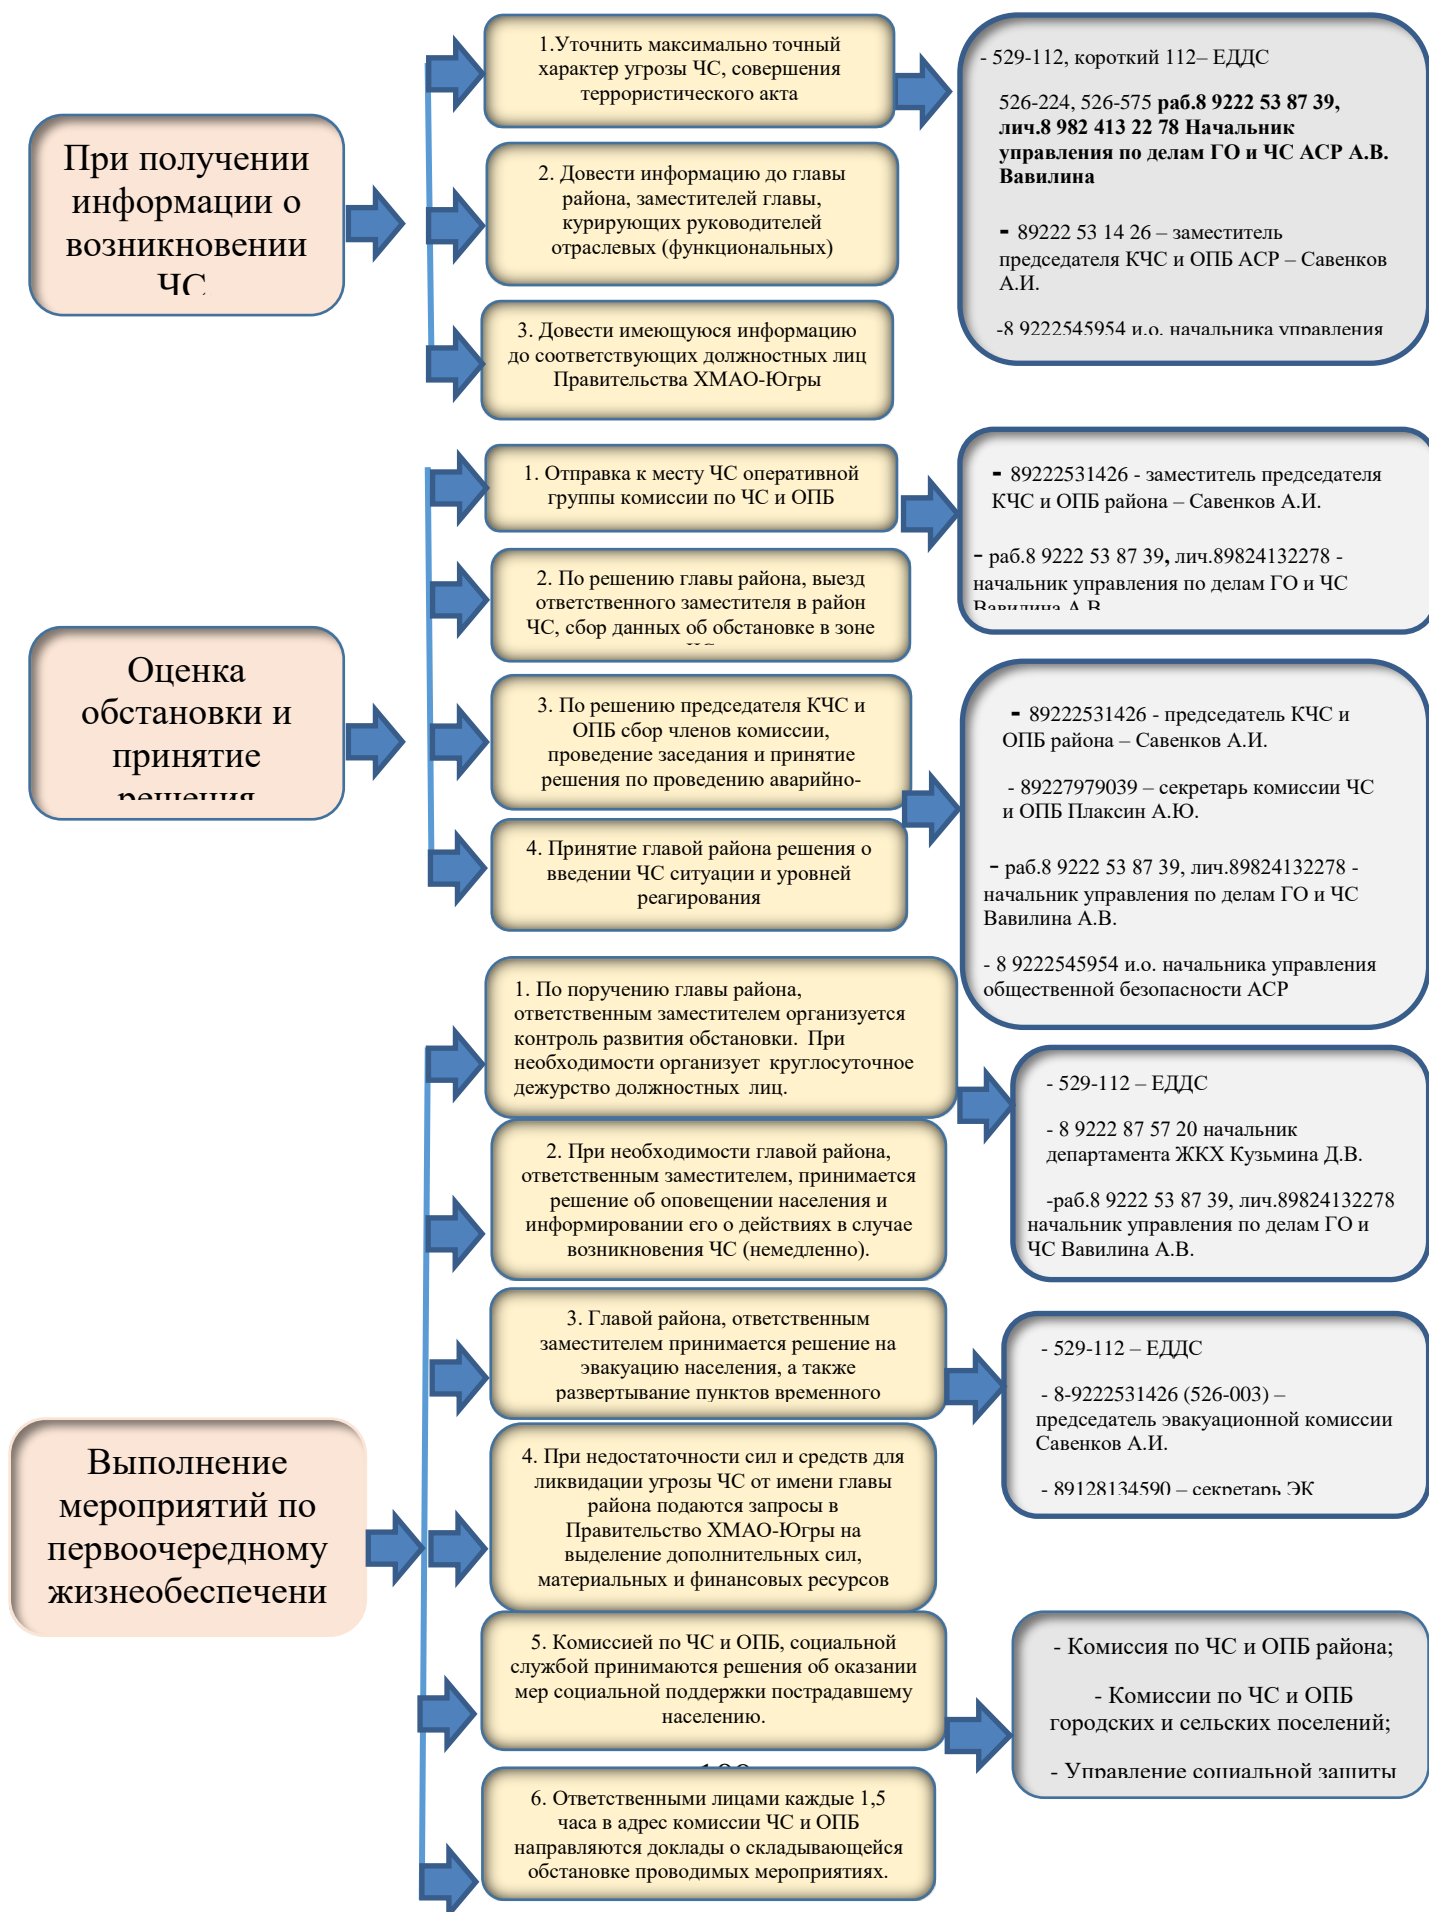 При получении
информации о
возникновении
ЧС
1.Уточнить максимально точный
характер угрозы ЧС, совершения
террористического акта
2. Довести информацию до главы
района, заместителей главы,
курирующих руководителей
отраслевых (функциональных)
3. Довести имеющуюся информацию
до соответствующих должностных лиц
Правительства ХМАО-Югры
- 529-112, короткий 112– ЕДДС
526-224, 526-575 раб.8 9222 53 87 39,
лич.8 982 413 22 78 Начальник
управления по делам ГО и ЧС АСР А.В.
Вавилина
- 89222 53 14 26 – заместитель
председателя КЧС и ОПБ АСР – Савенков
А.И.
-8 9222545954 и.о. начальника управления
Оценка
обстановки и
принятие
решения
1. Отправка к месту ЧС оперативной
группы комиссии по ЧС и ОПБ
2. По решению главы района, выезд
ответственного заместителя в район
ЧС, сбор данных об обстановке в зоне
3. По решению председателя КЧС и
ОПБ сбор членов комиссии,
проведение заседания и принятие
решения по проведению аварийно-
4. Принятие главой района решения о
введении ЧС ситуации и уровней
реагирования
- 89222531426 - заместитель председателя
КЧС и ОПБ района – Савенков А.И.
- раб.8 9222 53 87 39, лич.89824132278 -
начальник управления по делам ГО и ЧС
Вавилина А.В.
- 89222531426 - председатель КЧС и
ОПБ района – Савенков А.И.
- 89227979039 – секретарь комиссии ЧС
и ОПБ Плаксин А.Ю.
- раб.8 9222 53 87 39, лич.89824132278 -
начальник управления по делам ГО и ЧС
Вавилина А.В.
- 8 9222545954 и.о. начальника управления
общественной безопасности АСР
Выполнение
мероприятий по
первоочередному
жизнеобеспечени
1. По поручению главы района,
ответственным заместителем организуется
контроль развития обстановки. При
необходимости организует круглосуточное
дежурство должностных лиц.
2. При необходимости главой района,
ответственным заместителем, принимается
решение об оповещении населения и
информировании его о действиях в случае
возникновения ЧС (немедленно).
3. Главой района, ответственным
заместителем принимается решение на
эвакуацию населения, а также
развертывание пунктов временного
4. При недостаточности сил и средств для
ликвидации угрозы ЧС от имени главы
района подаются запросы в
Правительство ХМАО-Югры на
выделение дополнительных сил,
материальных и финансовых ресурсов
5. Комиссией по ЧС и ОПБ, социальной
службой принимаются решения об оказании
мер социальной поддержки пострадавшему
населению.
6. Ответственными лицами каждые 1,5
часа в адрес комиссии ЧС и ОПБ
направляются доклады о складывающейся
обстановке проводимых мероприятиях.
- 529-112 – ЕДДС
- 8 9222 87 57 20 начальник
департамента ЖКХ Кузьмина Д.В.
-раб.8 9222 53 87 39, лич.89824132278
начальник управления по делам ГО и
ЧС Вавилина А.В.
- 529-112 – ЕДДС
- 8-9222531426 (526-003) –
председатель эвакуационной комиссии
Савенков А.И.
- 89128134590 – секретарь ЭК
- Комиссия по ЧС и ОПБ района;
- Комиссии по ЧС и ОПБ
городских и сельских поселений;
- Управление социальной защиты